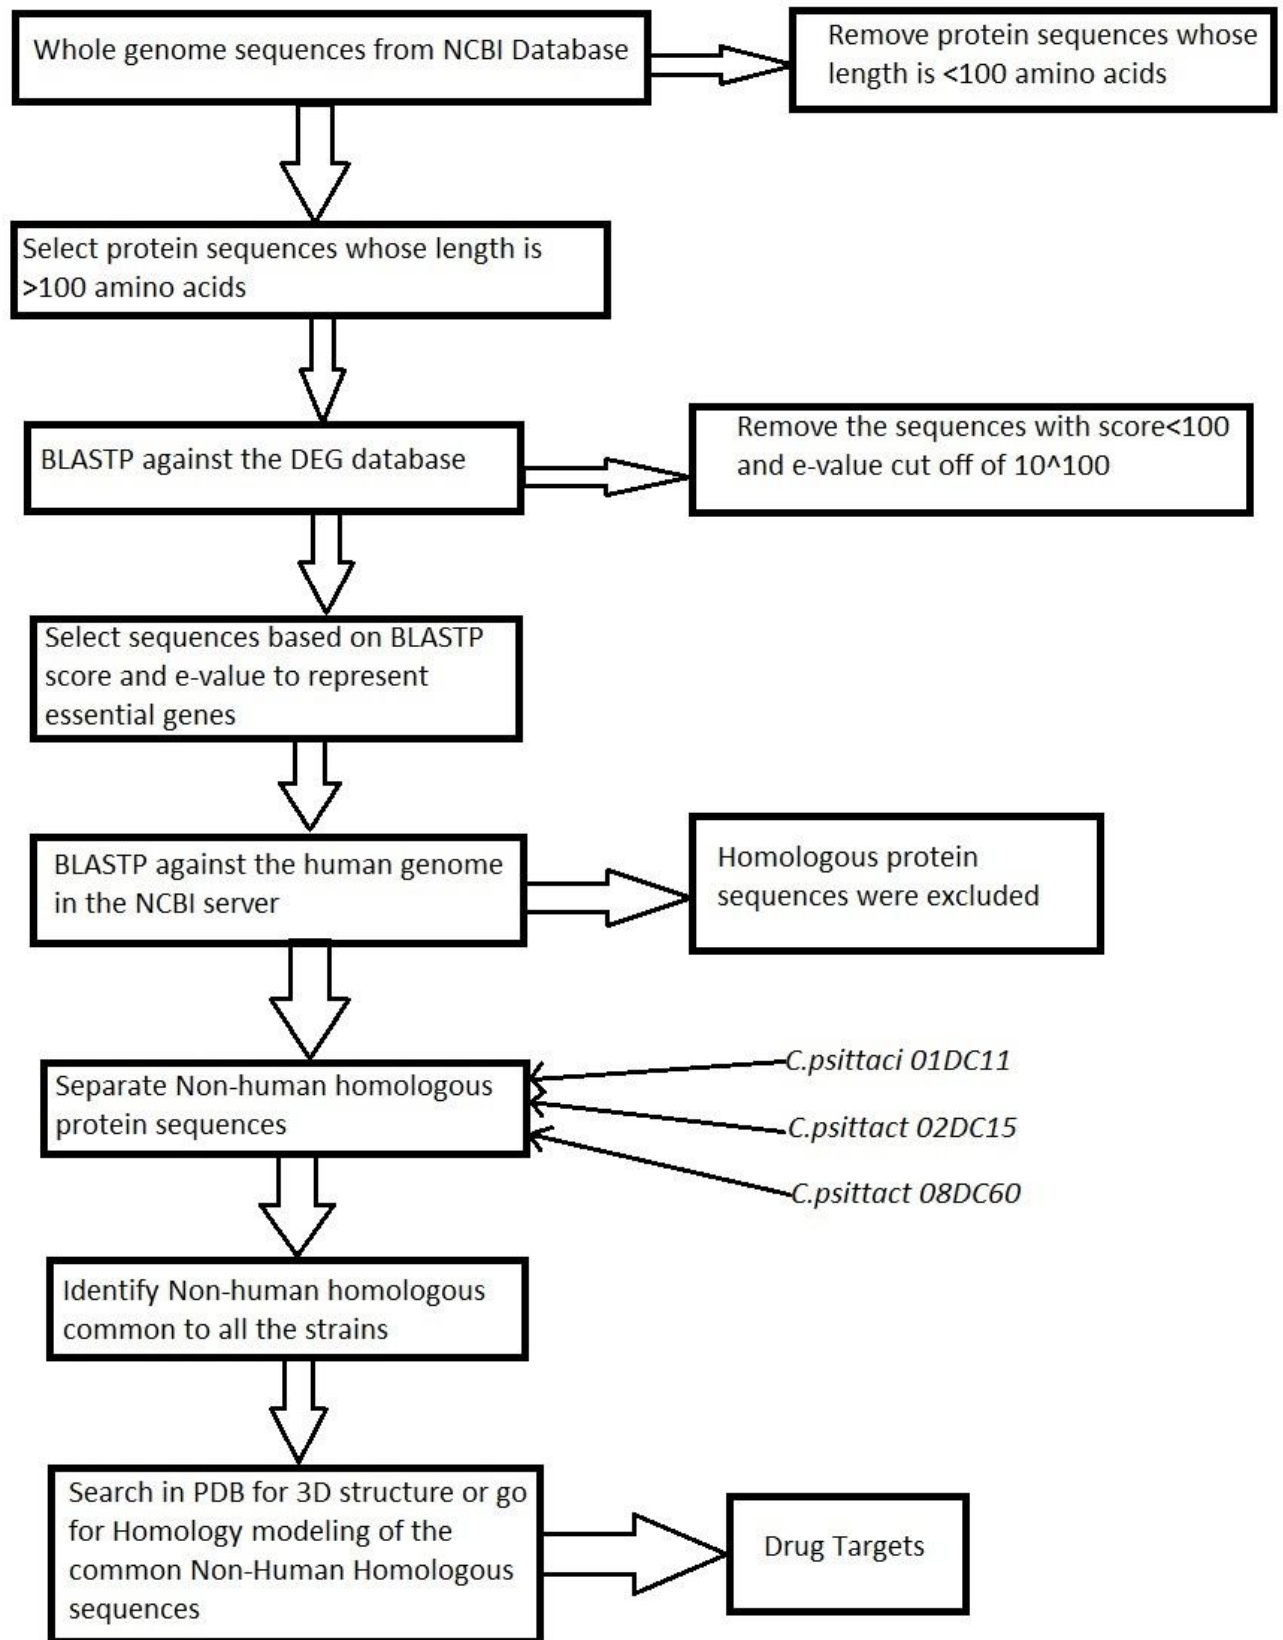 Whole genome sequences from NCBI Database
Remove protein sequences whose
length is <100 amino acids
Select protein sequences whose length is
>100 amino acids
BLASTP against the DEG database
Remove the sequences with score<100
and e-value cut off of 10^100
Select sequences based on BLASTP
score and e-value to represent
essential genes
BLASTP against the human genome
in the NCBI server
Homologous protein
sequences were excluded
Separate Non-human homologous
protein sequences
C.psittaci 01DC11
C.psittact 02DC15
C.psittact 08DC60
Identify Non-human homologous
common to all the strains
Search in PDB for 3D structure or go
for Homology modeling of the
common Non-Human Homologous
sequences
Drug Targets